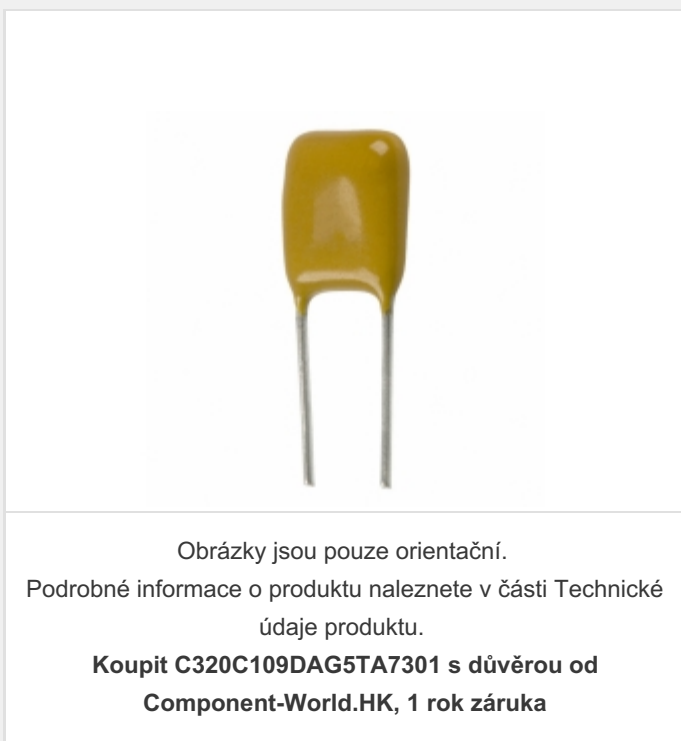 Obrázky jsou pouze orientační.
Podrobné informace o produktu naleznete v části Technické
údaje produktu.
Koupit C320C109DAG5TA7301 s důvěrou od
Component-World.HK, 1 rok záruka